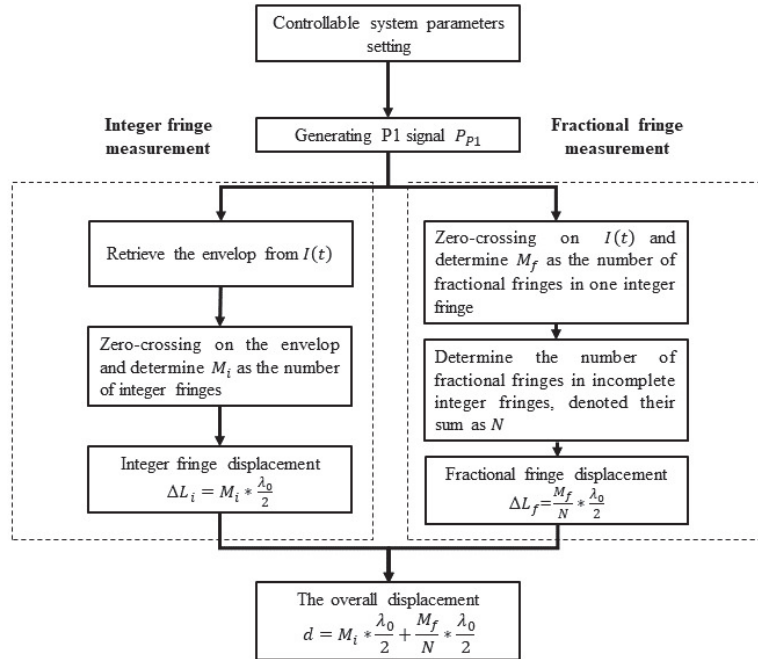 Controllable system parameters
setting
Integer fringe
measurement
Fractional fringe
measurement
Generating P1 signal P_{P1}
Retrieve the envelop from I(t)
Zero-crossing on the envelop
and determine M_i as the number
of integer fringes
Integer fringe displacement
ΔL_i = M_i * λ_0/2
Zero-crossing on I(t) and
determine M_f as the number of
fractional fringes in one integer
fringe
Determine the number of
fractional fringes in incomplete
integer fringes, denoted their
sum as N
Fractional fringe displacement
ΔL_f=M_f/N * λ_0/2
The overall displacement
d = M_i * λ_0/2 + M_f/N * λ_0/2